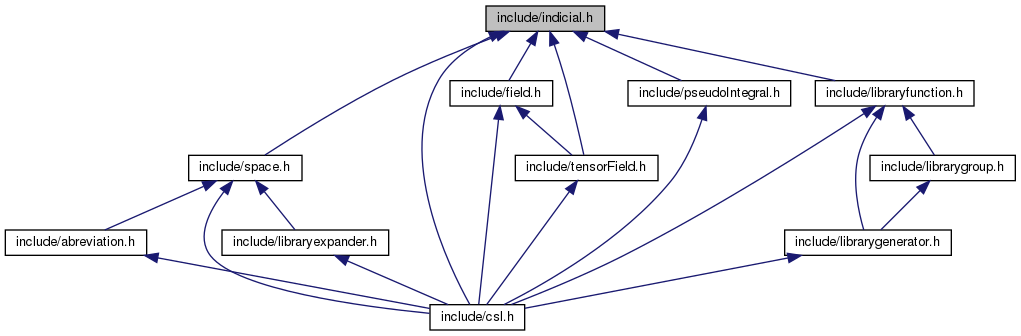 include/indicial.h
include/field.h
include/pseudoIntegral.h
include/libraryfunction.h
include/space.h
include/tensorField.h
include/librarygroup.h
include/abreviation.h
include/libraryexpander.h
include/librarygenerator.h
include/csl.h